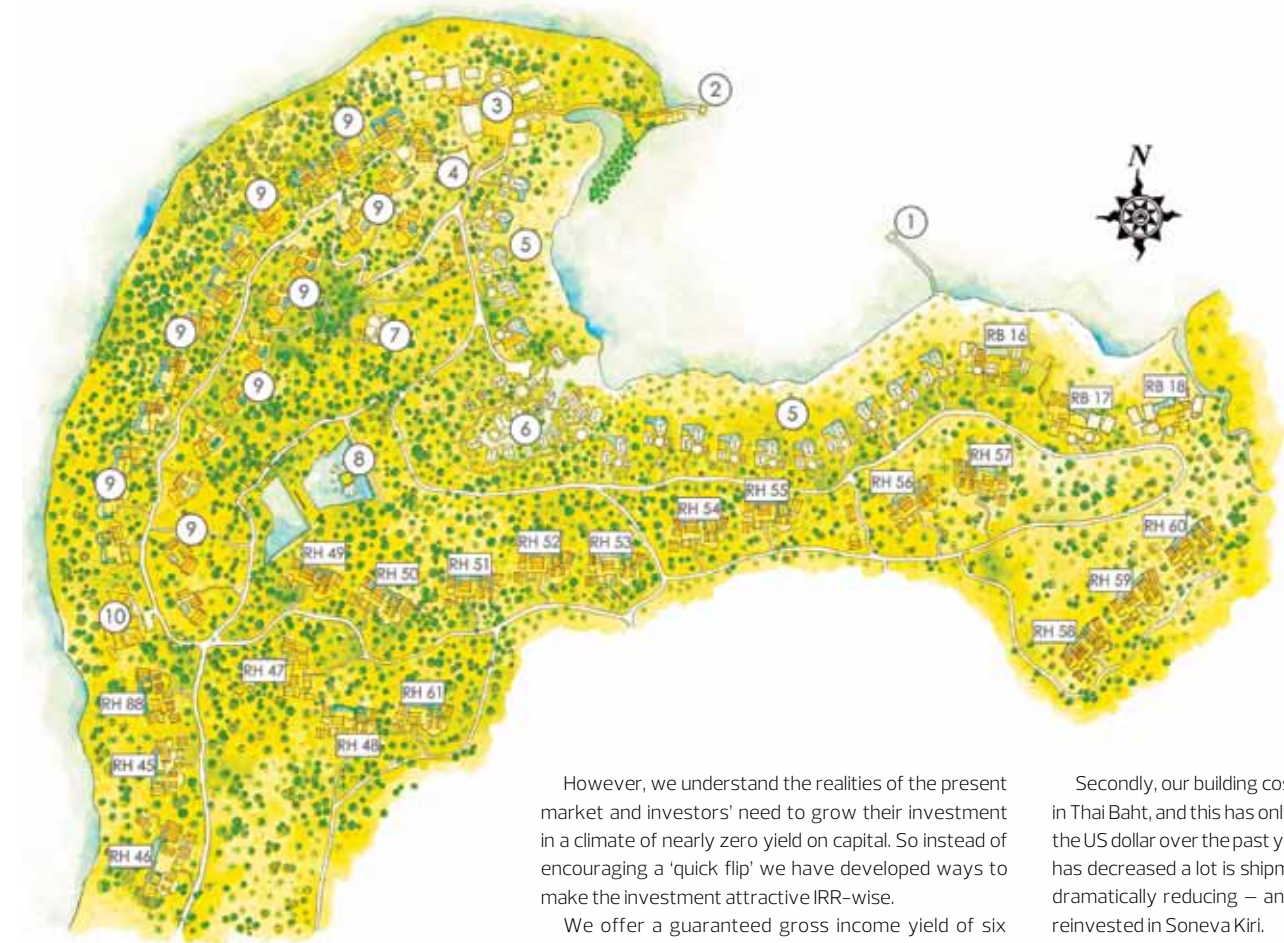 2
3
9
N
4
9
9
1
5
9
7
RB 16
9
9
RB 17
RB 18
5
6
8
RH 57
9
RH 56
RH 55
RH 54
9
RH 60
RH 52
RH 53
RH 49
RH 51
RH 50
RH 59
10
RH 58
RH 47
RH 61
RH 88
RH 48
RH 45
RH 46
However, we understand the realities of the present
market and investors' need to grow their investment
in a climate of nearly zero yield on capital. So instead of
encouraging a 'quick flip' we have developed ways to
make the investment attractive IRR-wise.
We offer a guaranteed gross income yield of six
Secondly, our building cos
in Thai Baht, and this has onl
the US dollar over the past y
has decreased a lot is shipm
dramatically reducing – an
reinvested in Soneva Kiri.